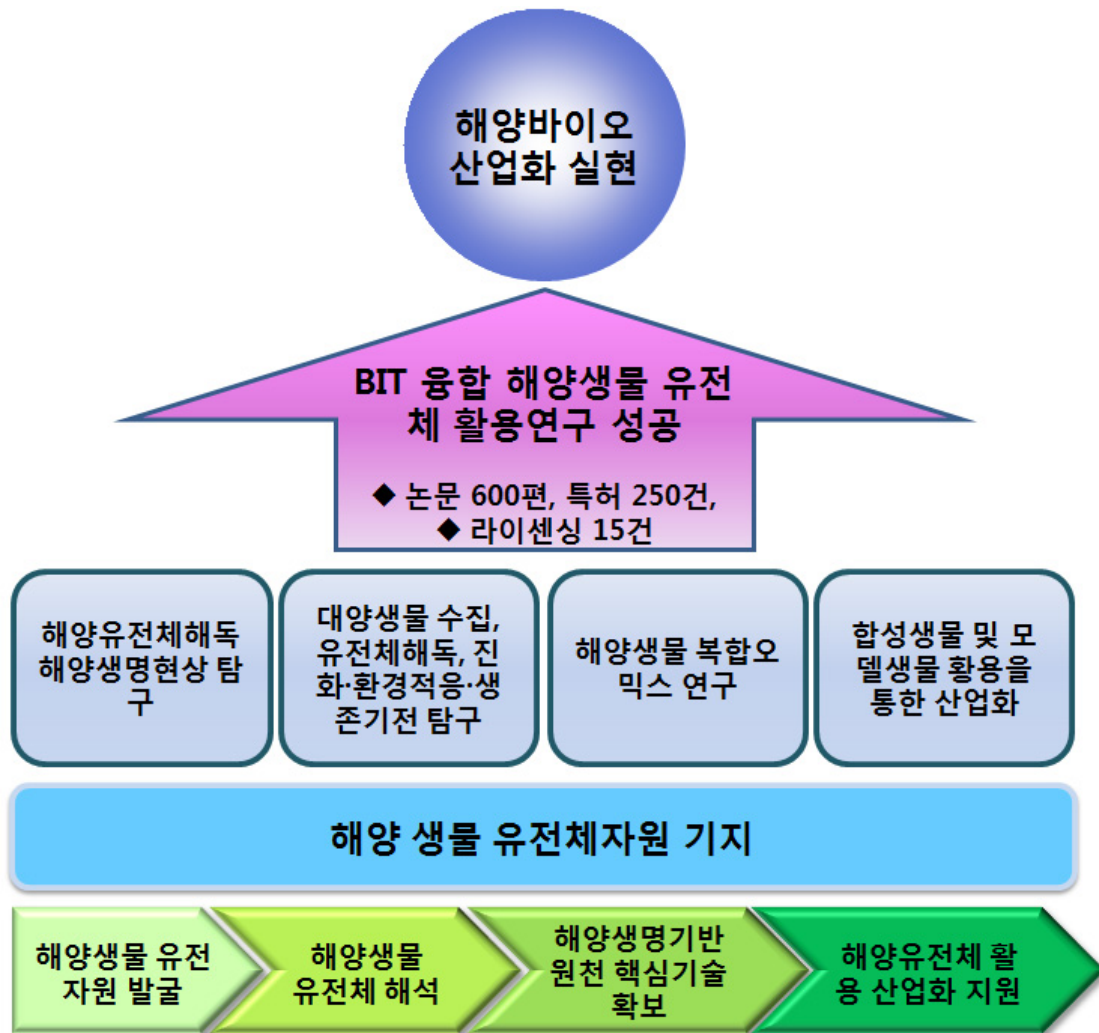 해양바이오
산업화 실현
BIT 융합 해양생물 유전
체 활용연구 성공
◆ 논문 600편, 특허 250건,
◆ 라이센싱 15건
해양유전체해독
해양생명현상 탐
구
대양생물 수집,
유전체해독, 진
화·환경적응·생
존기전 탐구
해양생물 복합오
믹스 연구
합성생물 및 모
델생물 활용을
통한 산업화
해양 생물 유전체자원 기지
해양생물 유전
자원 발굴
해양생물
유전체 해석
해양생명기반
원천 핵심기술
확보
해양유전체 활
용 산업화 지원